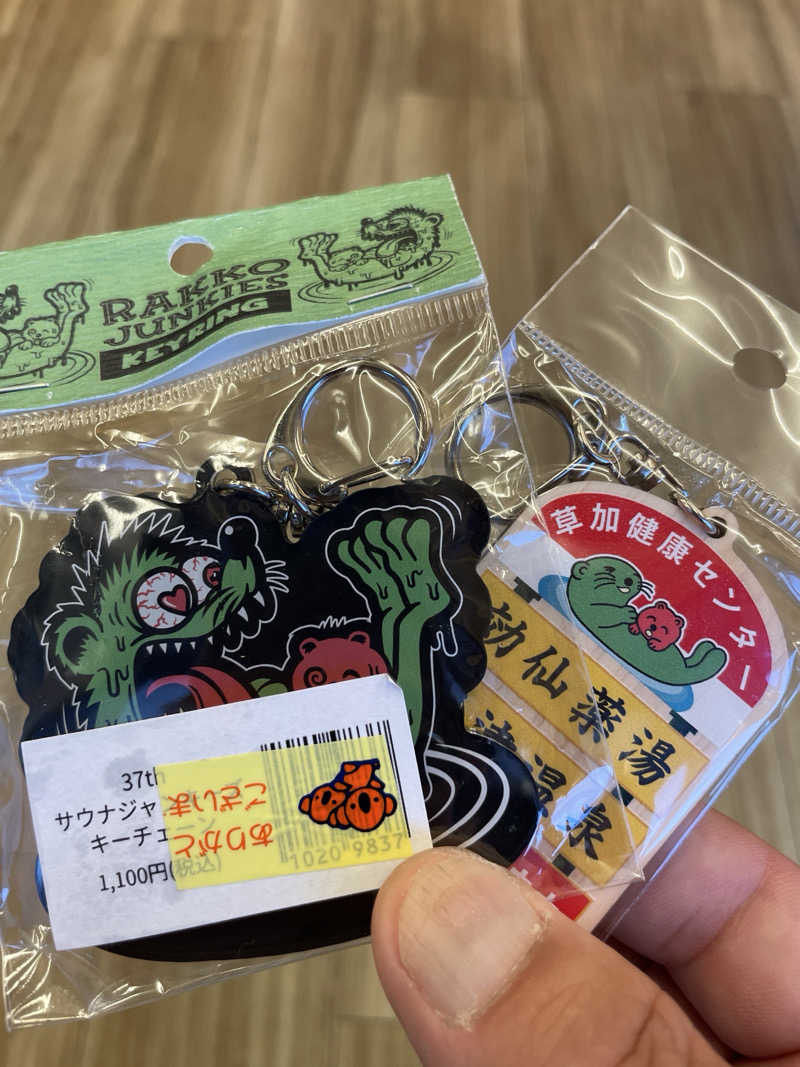 RAKKO
JUNKIES
KEYRING
草加健康センター
効仙薬湯
温泉
37th
サウナジャ
キーチェーン
1,100円(税込)
ありがと
ございま
1020 9837